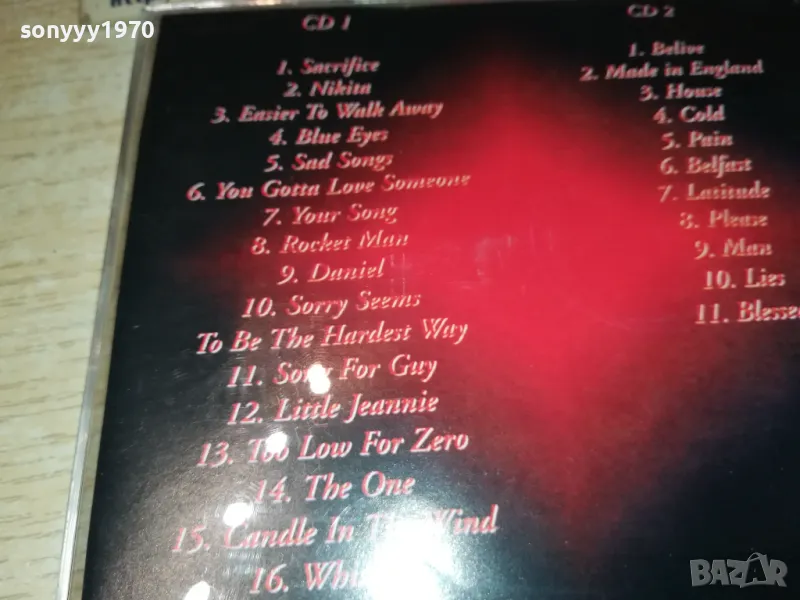 sonyyy1970
CD 1
1. Sacrifice
2. Nikita
3. Easier To Walk Away
4. Blue Eyes
5. Sad Songs
6. You Gotta Love Someone
7. Your Song
8. Rocket Man
9. Daniel
10. Sorry Seems
To Be The Hardest Way
11. Song For Guy
12. Little Jeannie
13. Too Low For Zero
14. The One
15. Candle In The Wind
16.
CD 2
1. Belive
2. Made in England
3. House
4. Cold
5. Pain
6. Belfast
7. Latitude
8. Please
9. Man
10. Lies
11. Blessed
BAZAR